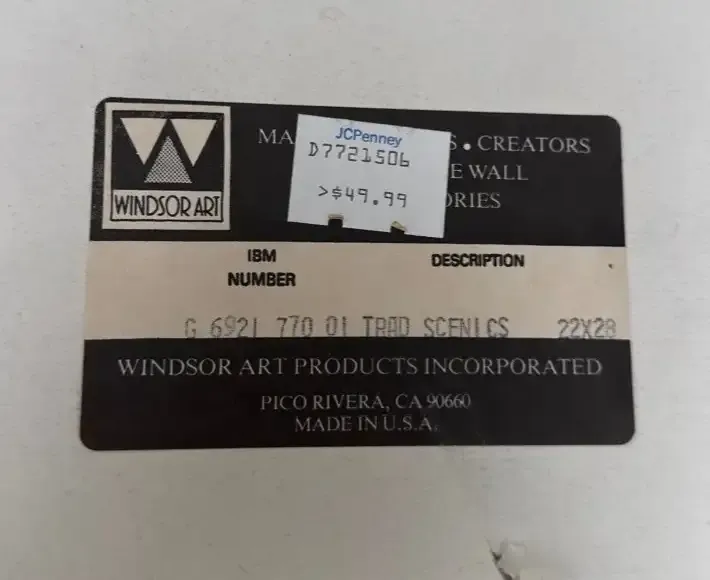 WINDSOR ART
MA S. CREATORS
E WALL
ORIES
JCPenney
D7721506
>$49.99
IBM
NUMBER
DESCRIPTION
G 6921 770 01 TRAD SCENICS 22X28
WINDSOR ART PRODUCTS INCORPORATED
PICO RIVERA, CA 90660
MADE IN U.S.A.